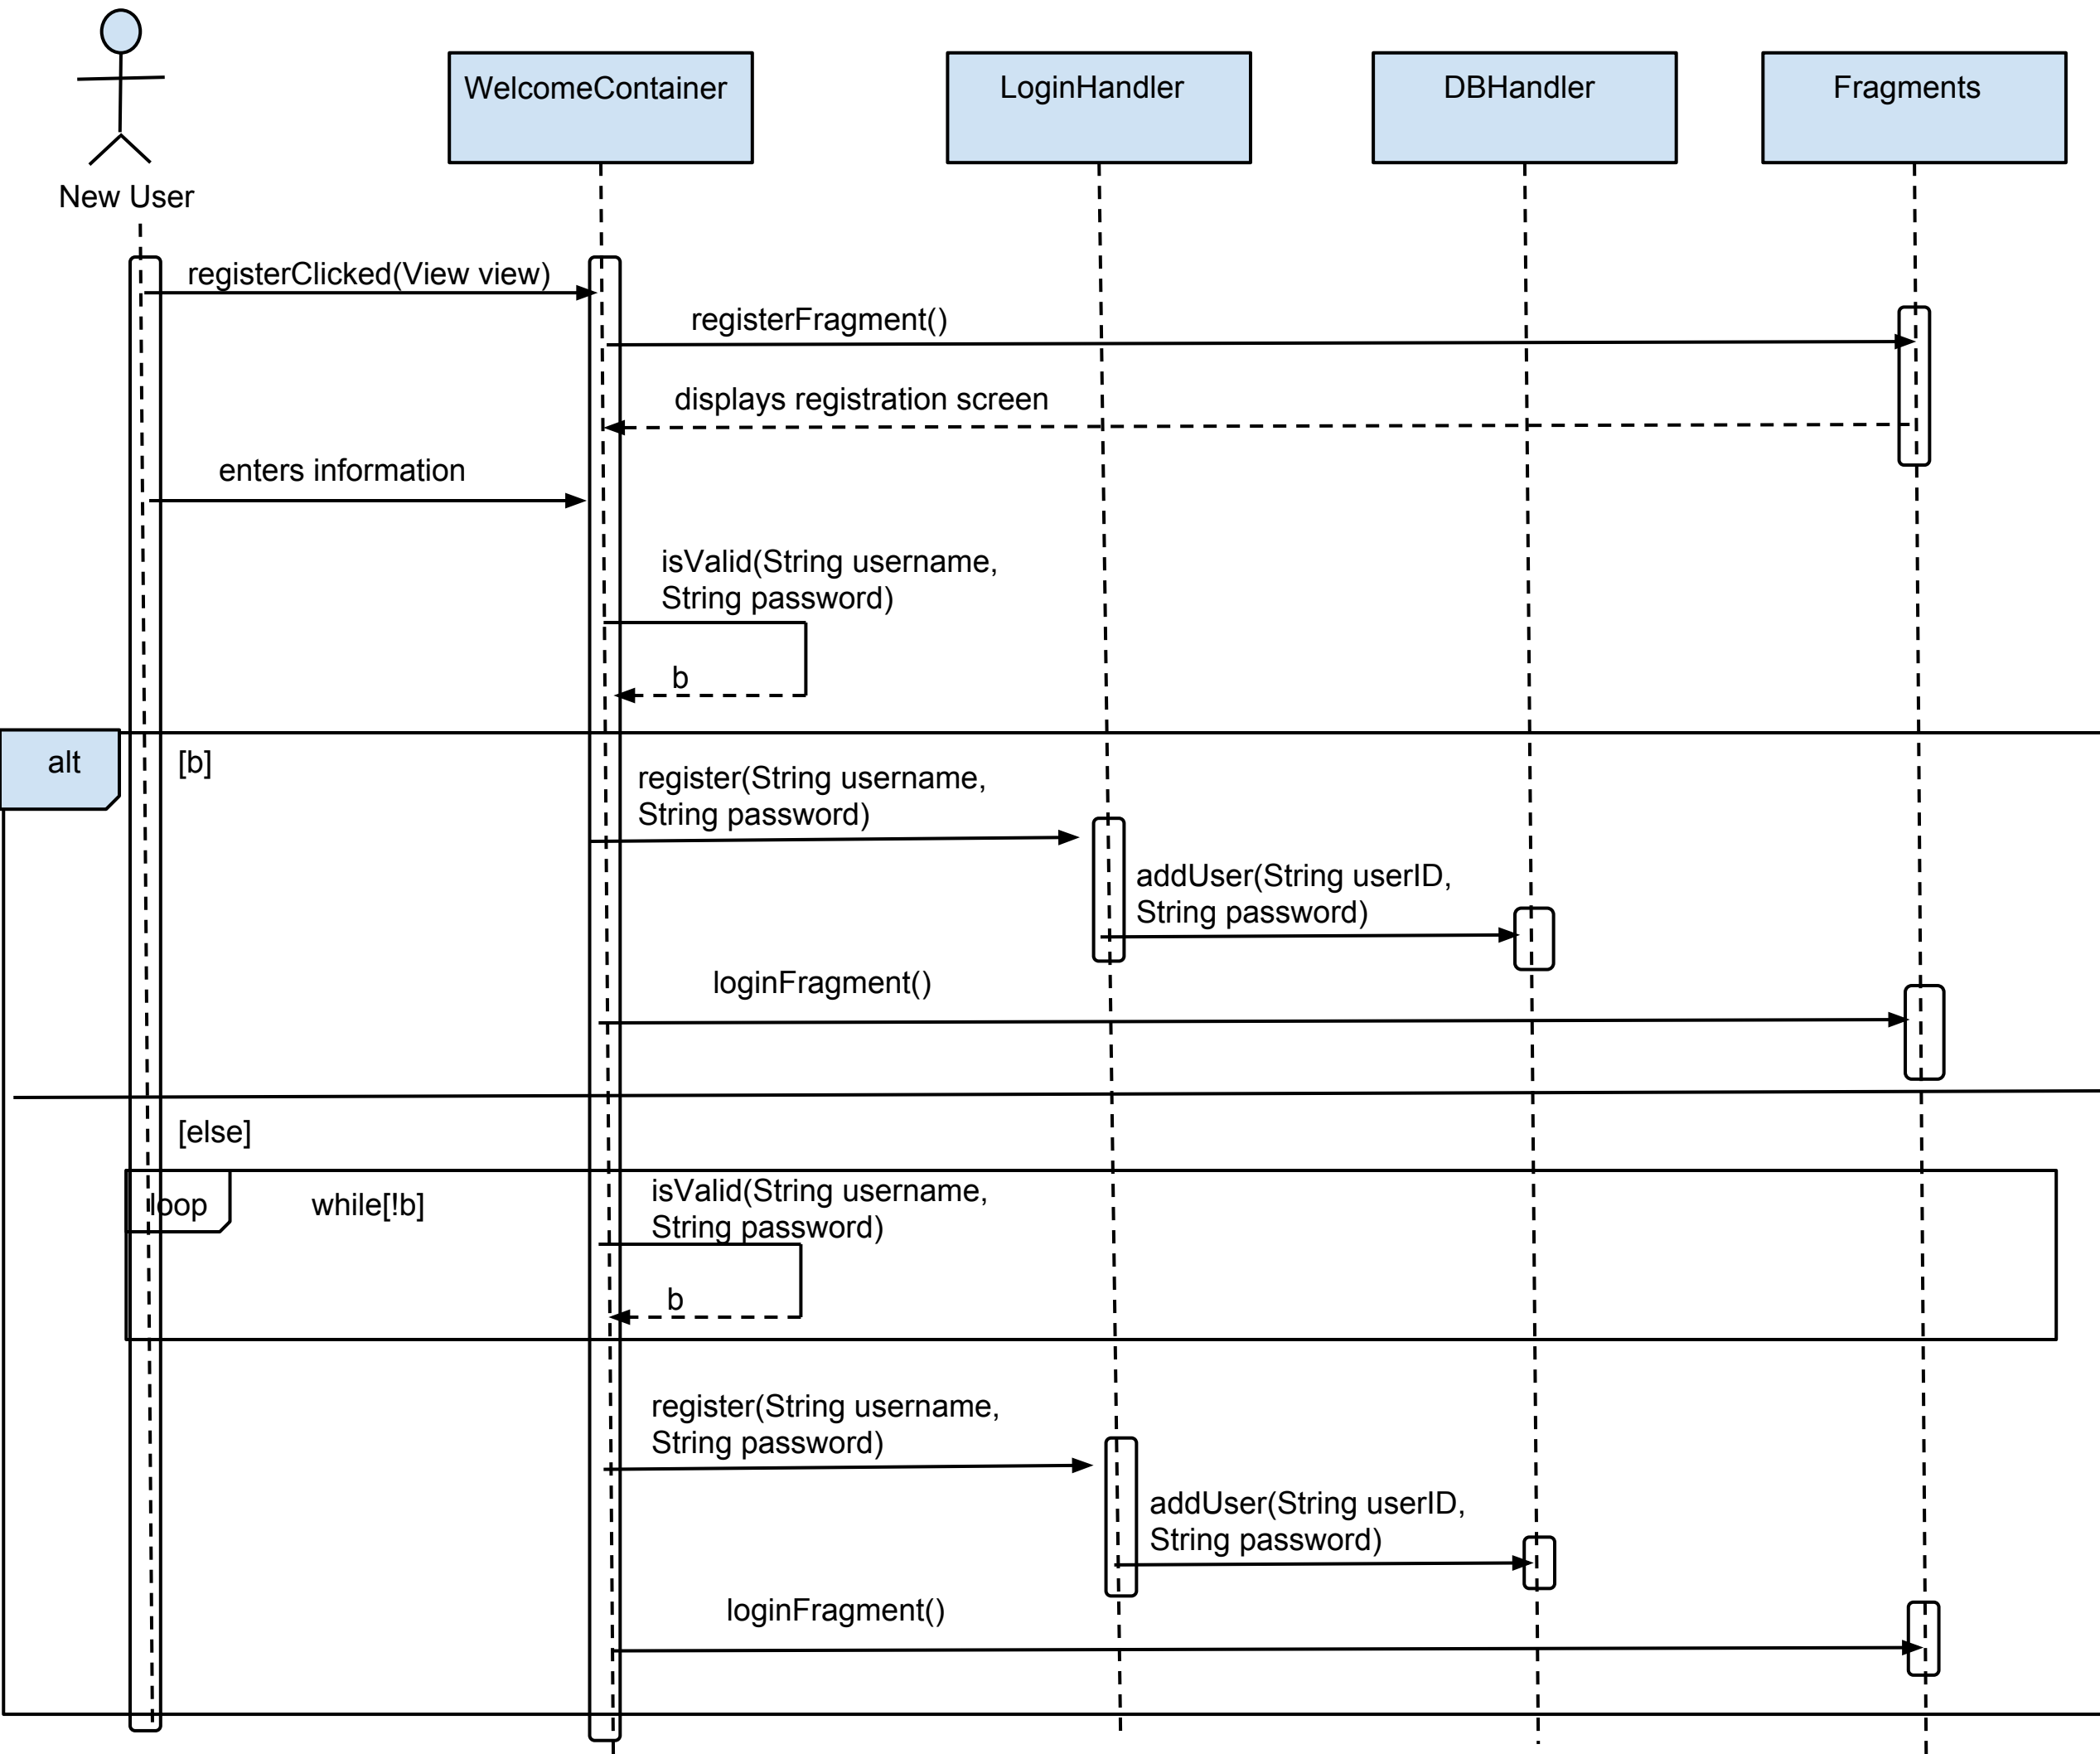 WelcomeContainer
LoginHandler
DBHandler
Fragments
New User
registerClicked(View view)
registerFragment()
displays registration screen
enters information
isValid(String username,
String password)
b
alt
[b]
register(String username,
String password)
addUser(String userID,
String password)
loginFragment()
[else]
loop
while[!b]
isValid(String username,
String password)
b
register(String username,
String password)
addUser(String userID,
String password)
loginFragment()